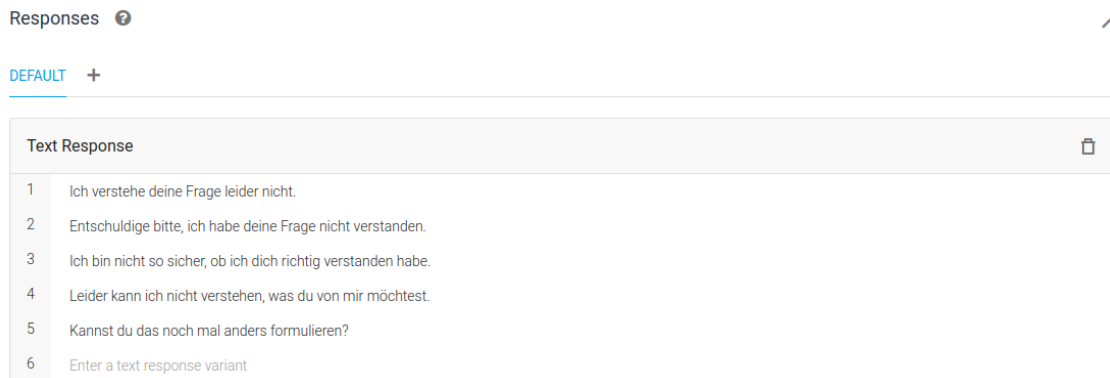 Responses ?
DEFAULT +
Text Response
1 Ich verstehe deine Frage leider nicht.
2 Entschuldige bitte, ich habe deine Frage nicht verstanden.
3 Ich bin nicht so sicher, ob ich dich richtig verstanden habe.
4 Leider kann ich nicht verstehen, was du von mir möchtest.
5 Kannst du das noch mal anders formulieren?
6 Enter a text response variant